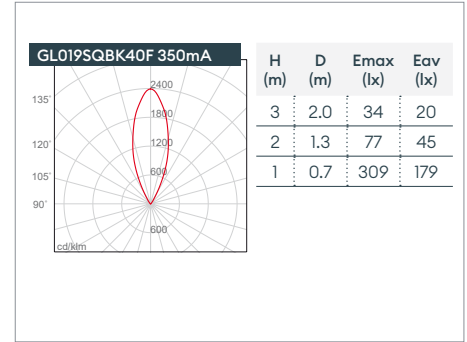 GL019SQBK40F 350mA
2400
135°
1800
120°
1200
105°
600
90°
600
cd/klm
H D Emax Eav
(m) (m) (lx) (lx)
3 2.0 34 20
2 1.3 77 45
1 0.7 309 179